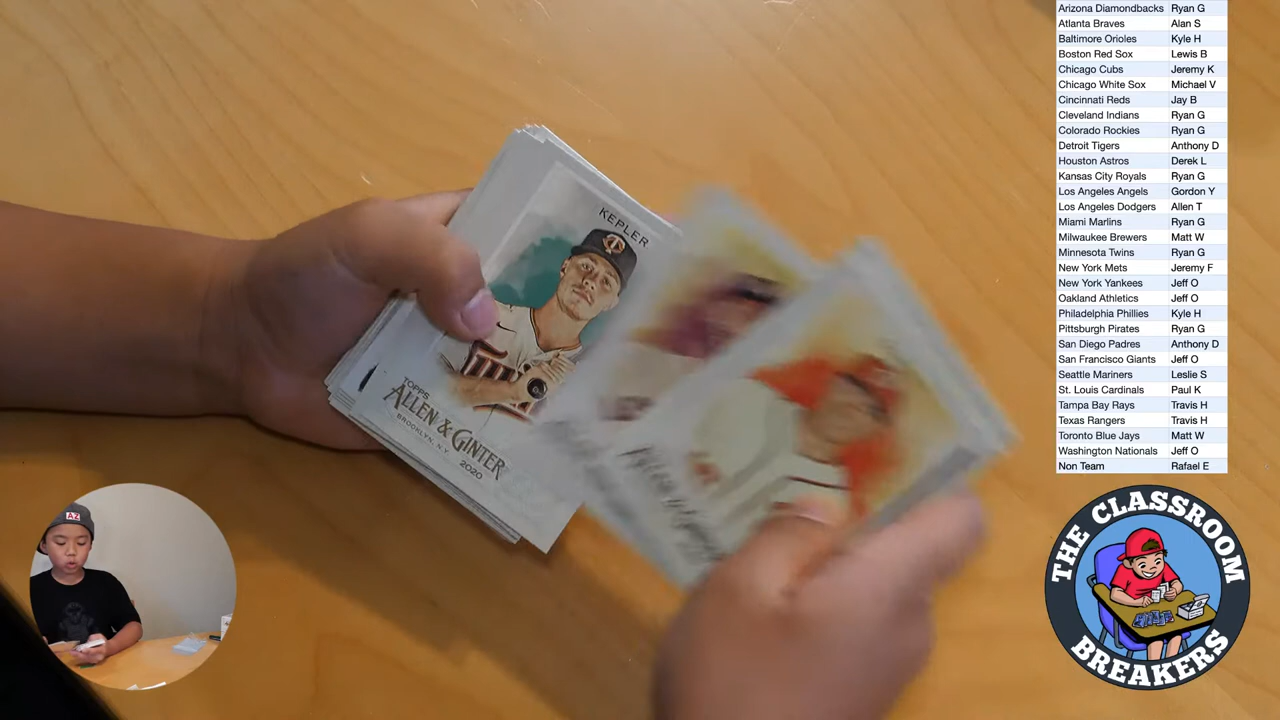 Arizona Diamondbacks Ryan G
Atlanta Braves Alan S
Baltimore Orioles Kyle H
Boston Red Sox Lewis B
Chicago Cubs Jeremy K
Chicago White Sox Michael V
Cincinnati Reds Jay B
Cleveland Indians Ryan G
Colorado Rockies Ryan G
Detroit Tigers Anthony D
Houston Astros Derek L
Kansas City Royals Ryan G
Los Angeles Angels Gordon Y
Los Angeles Dodgers Allen T
Miami Marlins Ryan G
Milwaukee Brewers Matt W
Minnesota Twins Ryan G
New York Mets Jeremy F
New York Yankees Jeff O
Oakland Athletics Jeff O
Philadelphia Phillies Kyle H
Pittsburgh Pirates Ryan G
San Diego Padres Anthony D
San Francisco Giants Jeff O
Seattle Mariners Leslie S
St. Louis Cardinals Paul K
Tampa Bay Rays Travis H
Texas Rangers Travis H
Toronto Blue Jays Matt W
Washington Nationals Jeff O
Non Team Rafael E
KEPLER
TOPPS
ALLEN & GINTER
BROOKLYN, N.Y.
2020
AZ
THE CLASSROOM
BREAKERS